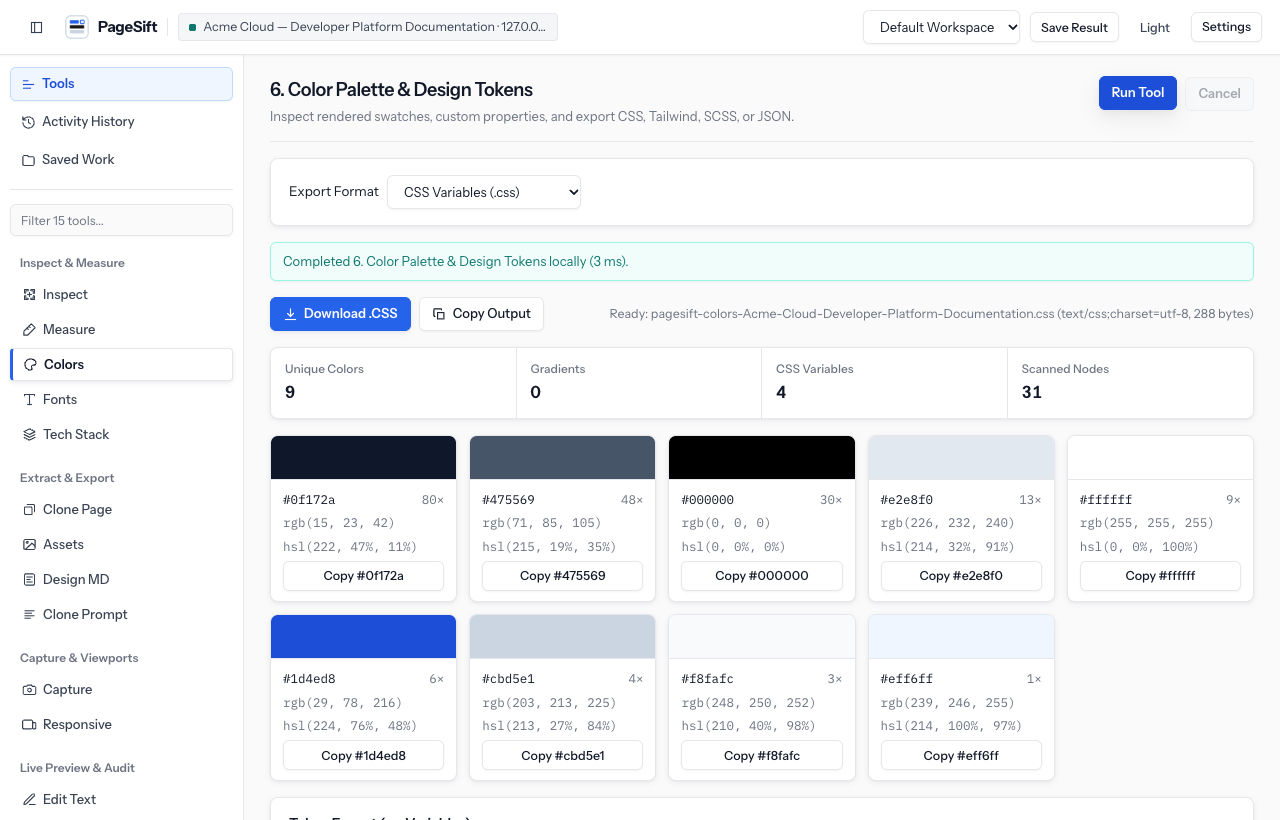 PageSift
Acme Cloud — Developer Platform Documentation · 127.0.0...
Default Workspace
Save Result
Light
Settings
Tools
Activity History
Saved Work
Filter 15 tools...
Inspect & Measure
Inspect
Measure
Colors
Fonts
Tech Stack
Extract & Export
Clone Page
Assets
Design MD
Clone Prompt
Capture & Viewports
Capture
Responsive
Live Preview & Audit
Edit Text
6. Color Palette & Design Tokens
Inspect rendered swatches, custom properties, and export CSS, Tailwind, SCSS, or JSON.
Run Tool
Cancel
Export Format
CSS Variables (.css)
Completed 6. Color Palette & Design Tokens locally (3 ms).
Download .CSS
Copy Output
Ready: pagesift-colors-Acme-Cloud-Developer-Platform-Documentation.css (text/css;charset=utf-8, 288 bytes)
Unique Colors
9
Gradients
0
CSS Variables
4
Scanned Nodes
31
#0f172a 80×
rgb(15, 23, 42)
hsl(222, 47%, 11%)
Copy #0f172a
#475569 48×
rgb(71, 85, 105)
hsl(215, 19%, 35%)
Copy #475569
#000000 30×
rgb(0, 0, 0)
hsl(0, 0%, 0%)
Copy #000000
#e2e8f0 13×
rgb(226, 232, 240)
hsl(214, 32%, 91%)
Copy #e2e8f0
#ffffff 9×
rgb(255, 255, 255)
hsl(0, 0%, 100%)
Copy #ffffff
#1d4ed8 6×
rgb(29, 78, 216)
hsl(224, 76%, 48%)
Copy #1d4ed8
#cbd5e1 4×
rgb(203, 213, 225)
hsl(213, 27%, 84%)
Copy #cbd5e1
#f8fafc 3×
rgb(248, 250, 252)
hsl(210, 40%, 98%)
Copy #f8fafc
#eff6ff 1×
rgb(239, 246, 255)
hsl(214, 100%, 97%)
Copy #eff6ff